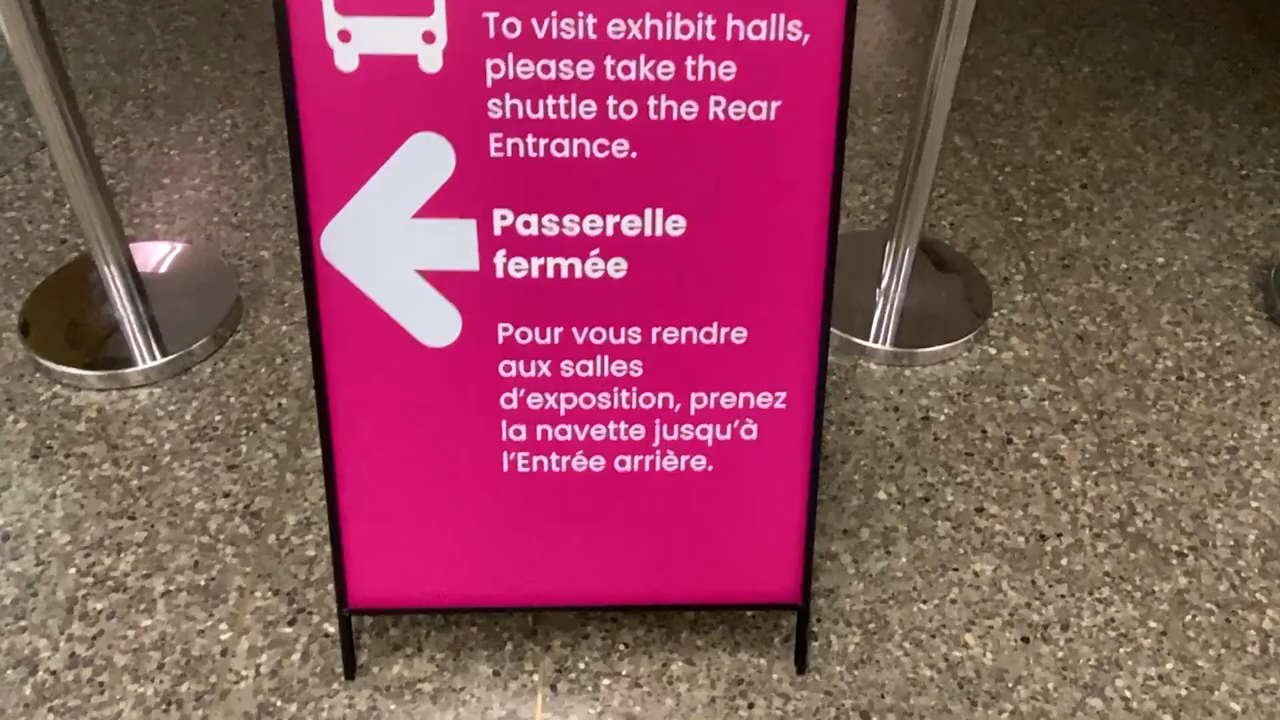 To visit exhibit halls,
please take the
shuttle to the Rear
Entrance.
Passerelle
fermée
Pour vous rendre
aux salles
d'exposition, prenez
la navette jusqu'à
l'Entrée arrière.